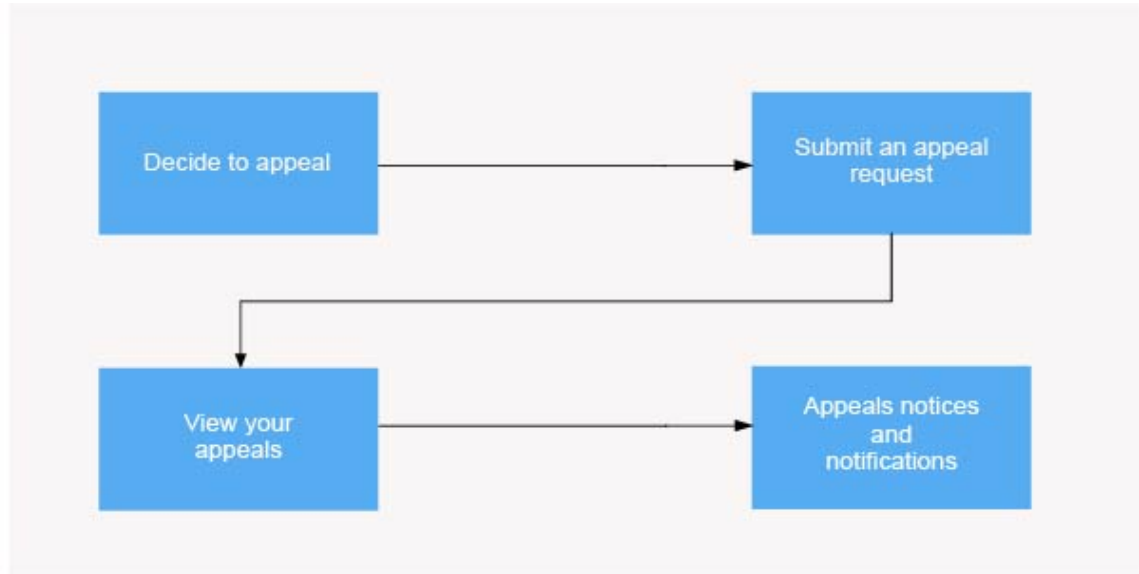 Decide to appeal
Submit an appeal
request
View your
appeals
Appeals notices
and
notifications